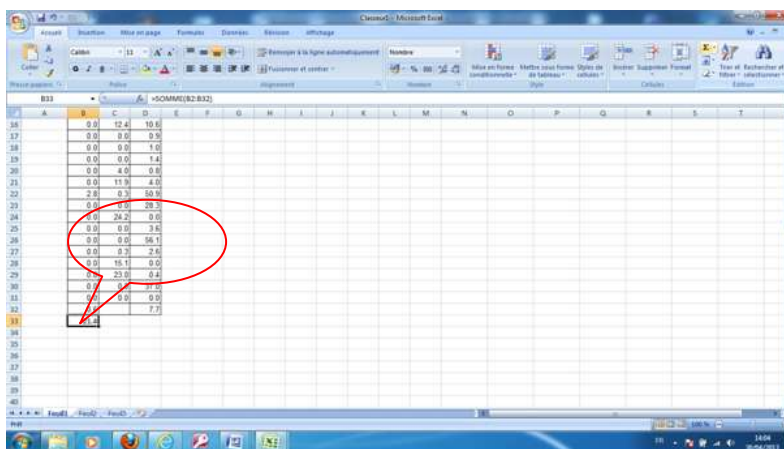 Classeur1 - Microsoft Excel
Accueil Insertion Mise en page Formules Données Révision Affichage
Calibri 11 Renvoyer à la ligne automatiquement Nombre
Coller G I S Fusionner et centrer % 000 Mise en forme conditionnelle Mettre sous forme de tableau Styles de cellules Insérer Supprimer Format Trier et filtrer Rechercher et sélectionner
Presse-papiers Police Alignement Nombre Style Cellules Édition
B33 =SOMME(B2:B32)
A B C D E F G H I J K L M N O P Q R S T
16 0.0 12.4 10.6
17 0.0 0.0 0.9
18 0.0 0.0 1.0
19 0.0 0.0 1.4
20 0.0 4.0 0.8
21 0.0 11.9 4.0
22 2.8 0.3 50.9
23 0.0 0.0 28.3
24 0.0 24.2 0.0
25 0.0 0.0 3.6
26 0.0 0.0 56.1
27 0.0 0.3 2.6
28 0.0 15.1 0.0
29 23.0 0.4
30 0.0
31 0.0 0.0
32 7.7
33
34
35
36
37
38
39
40
Feuil1 Feuil2 Feuil3
Prêt 100 %
FR 14:04
30/04/2013